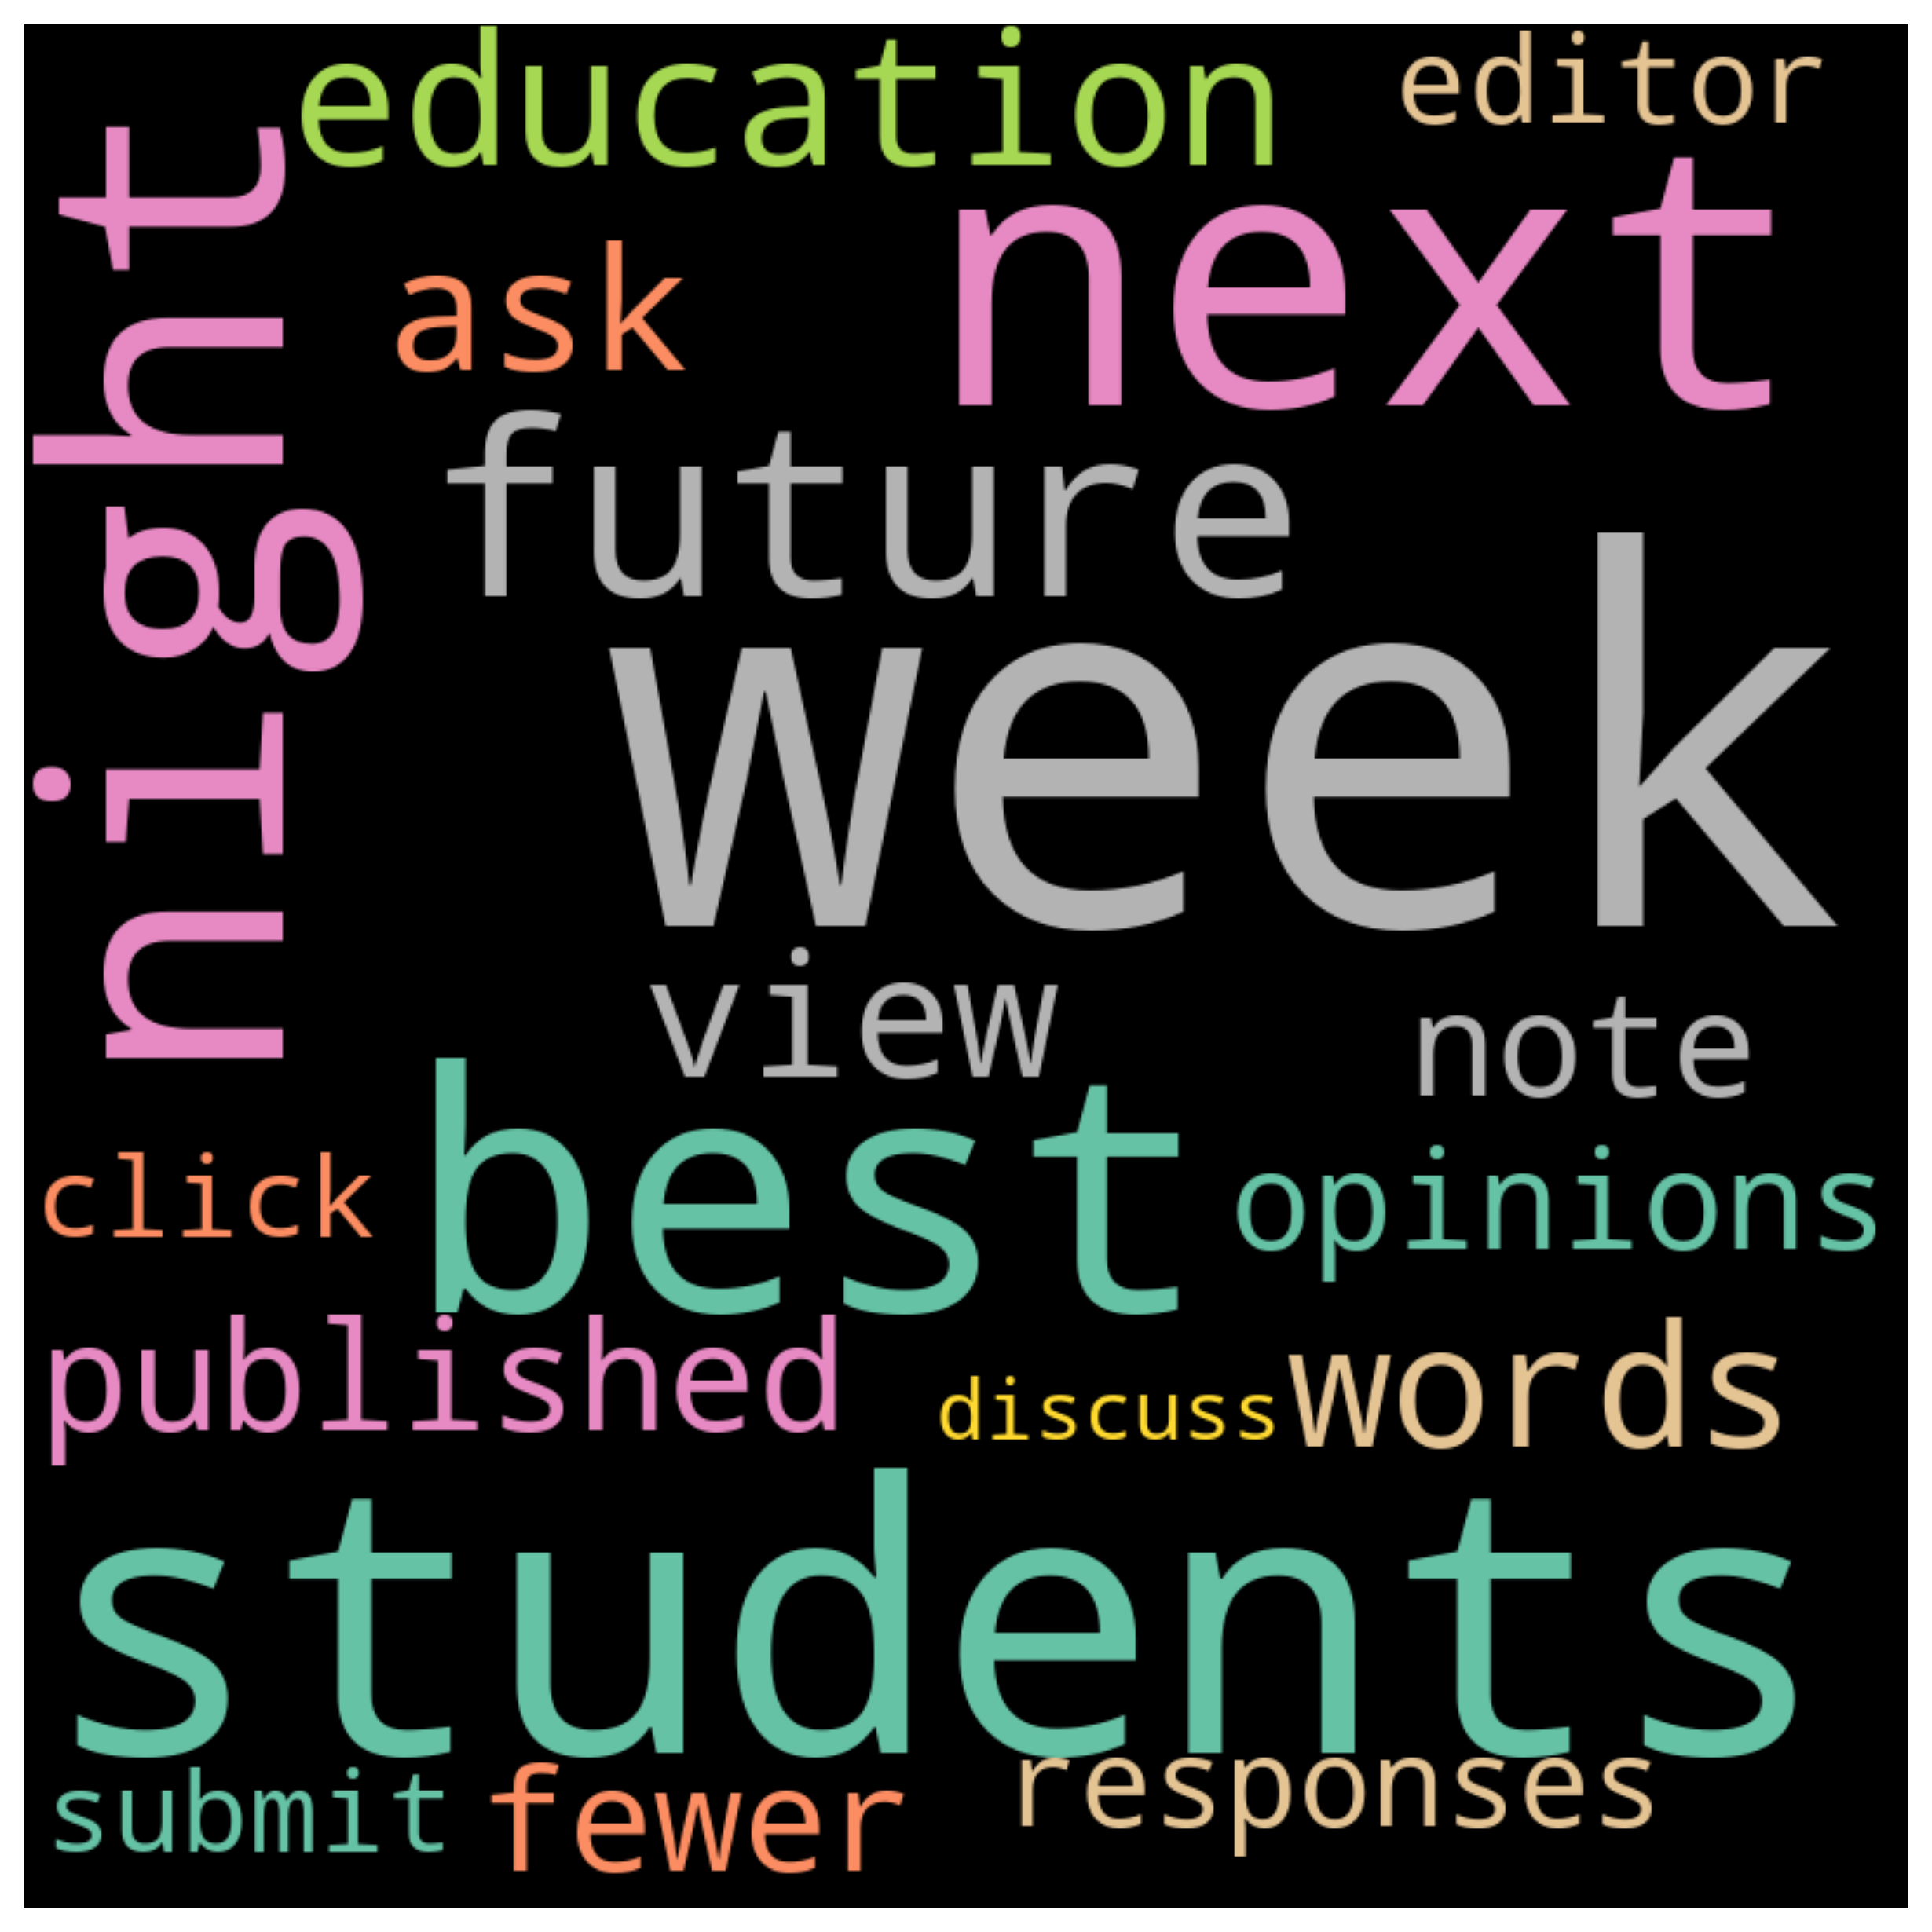 education
editor
night
next
ask
future
week
view
note
best
click
opinions
published
discuss
words
students
submit
fewer
responses